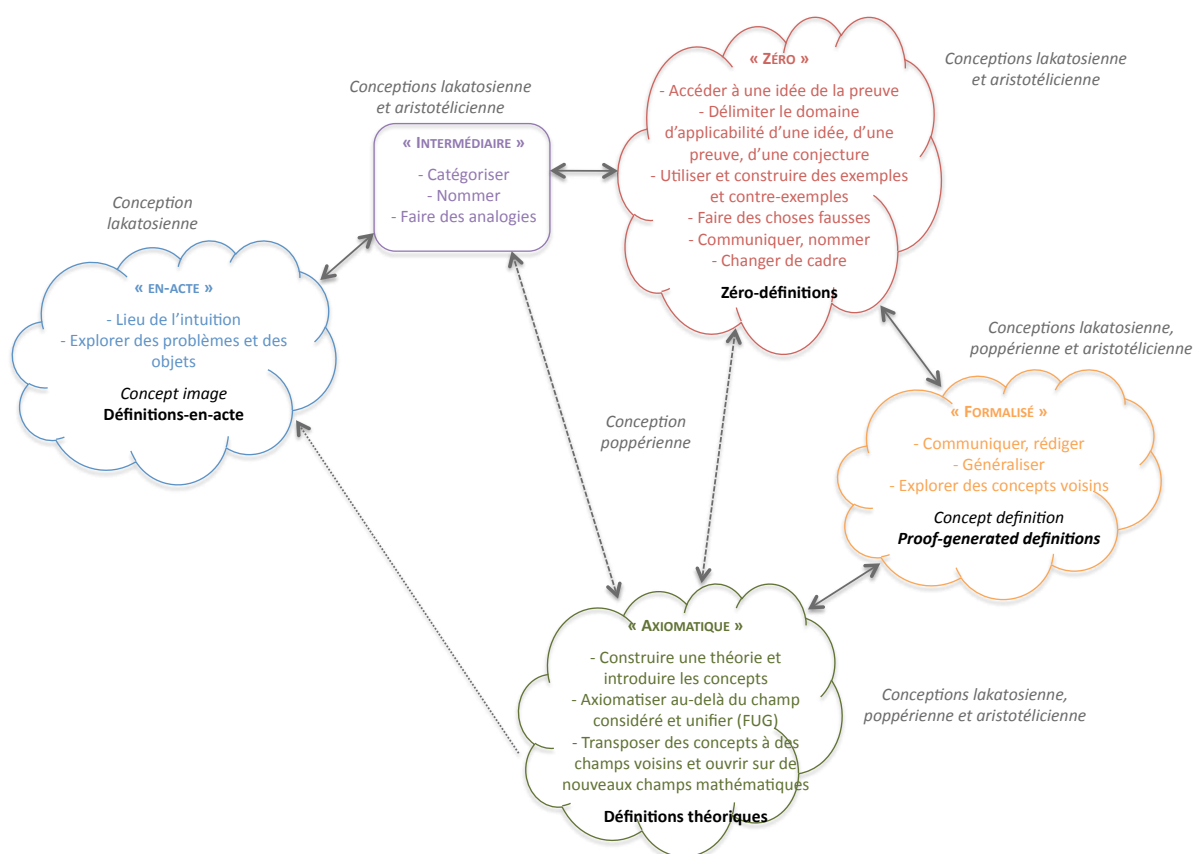 Conceptions lakatosienne
et aristotélicienne
« ZÉRO »
- Accéder à une idée de la preuve
- Délimiter le domaine
d'applicabilité d'une idée, d'une
preuve, d'une conjecture
- Utiliser et construire des exemples
et contre-exemples
- Faire des choses fausses
- Communiquer, nommer
- Changer de cadre
Zéro-définitions
Conceptions lakatosienne
et aristotélicienne
« INTERMÉDIAIRE »
- Catégoriser
- Nommer
- Faire des analogies
Conception
lakatosienne
« EN-ACTE »
- Lieu de l'intuition
- Explorer des problèmes et des
objets
Concept image
Définitions-en-acte
Conception
poppérienne
Conceptions lakatosienne,
poppérienne et aristotélicienne
« FORMALISÉ »
- Communiquer, rédiger
- Généraliser
- Explorer des concepts voisins
Concept definition
Proof-generated definitions
« AXIOMATIQUE »
- Construire une théorie et
introduire les concepts
- Axiomatiser au-delà du champ
considéré et unifier (FUG)
- Transposer des concepts à des
champs voisins et ouvrir sur de
nouveaux champs mathématiques
Définitions théoriques
Conceptions lakatosienne,
poppérienne et aristotélicienne